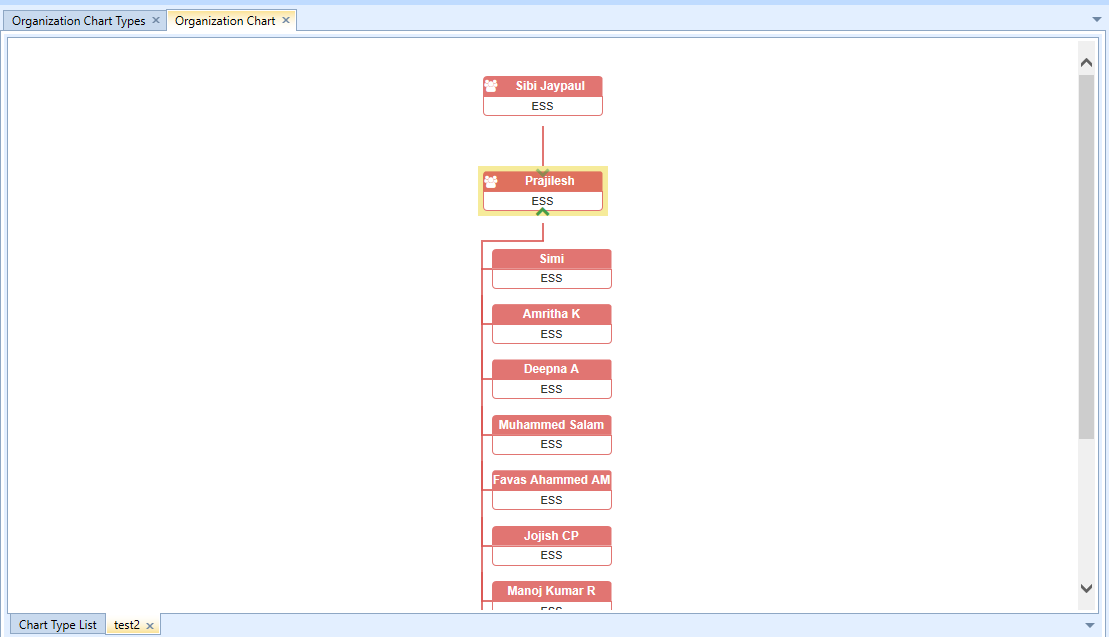 Organization Chart Types
Organization Chart
Sibi Jaypaul
ESS
Prajilesh
ESS
Simi
ESS
Amritha K
ESS
Deepna A
ESS
Muhammed Salam
ESS
Favas Ahammed AM
ESS
Jojish CP
ESS
Manoj Kumar R
ESS
Chart Type List
test2